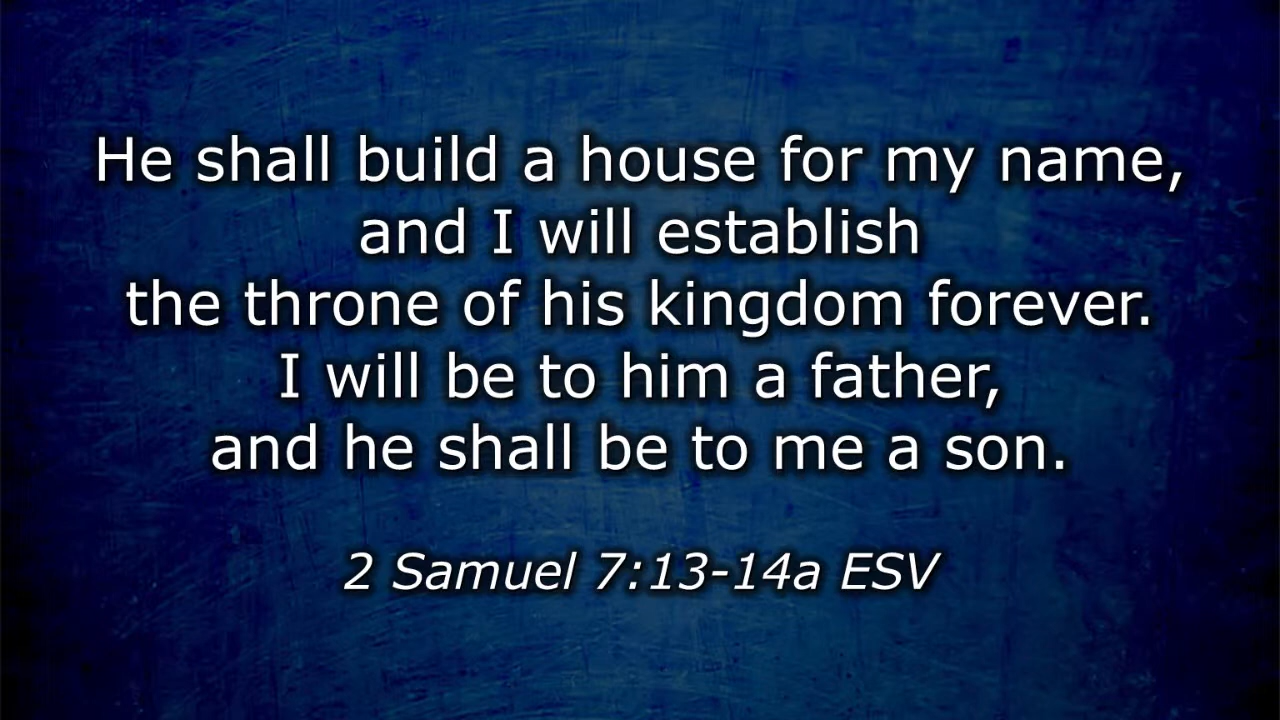 He shall build a house for my name,
and I will establish
the throne of his kingdom forever.
I will be to him a father,
and he shall be to me a son.
2 Samuel 7:13-14a ESV